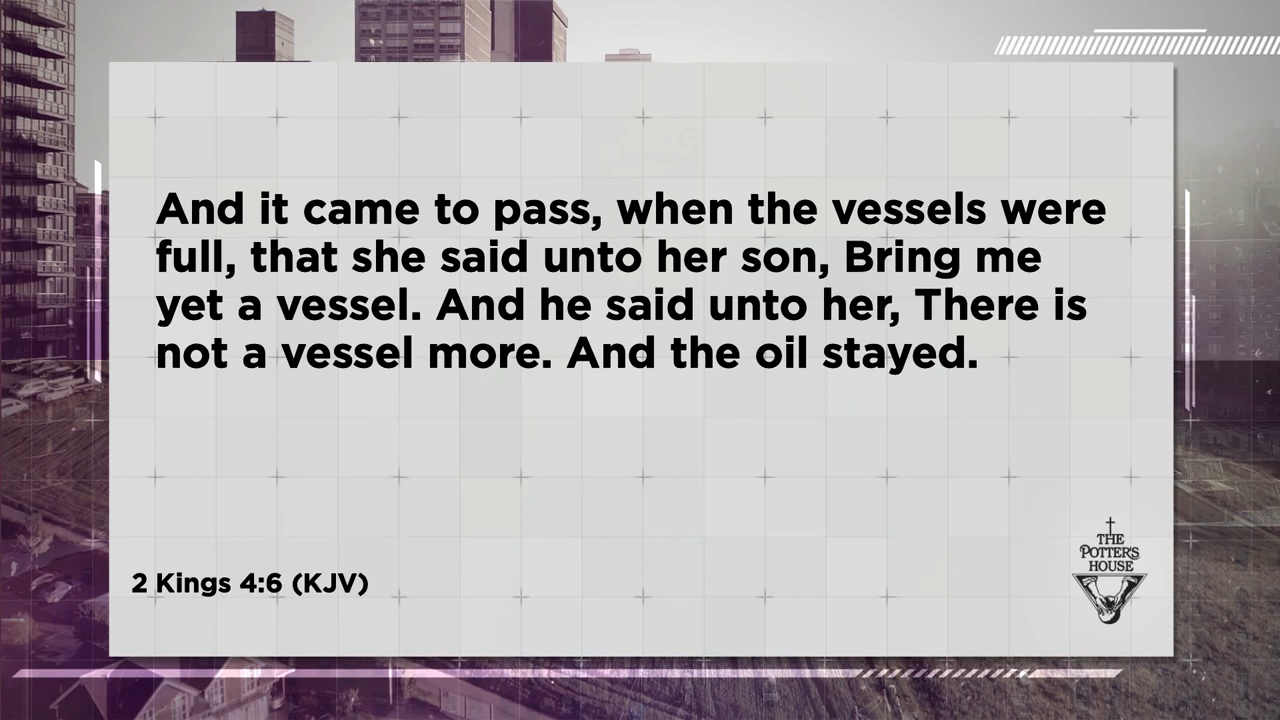 And it came to pass, when the vessels were
full, that she said unto her son, Bring me
yet a vessel. And he said unto her, There is
not a vessel more. And the oil stayed.
2 Kings 4:6 (KJV)
THE
POTTER'S
HOUSE